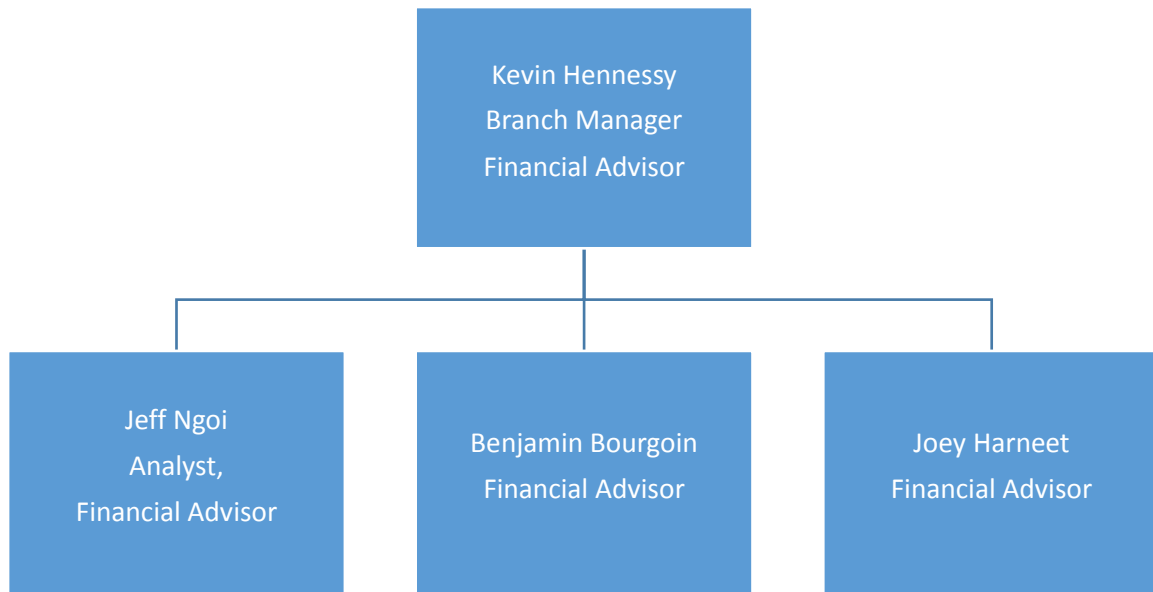 Kevin Hennessy
Branch Manager
Financial Advisor
Jeff Ngoi
Analyst,
Financial Advisor
Benjamin Bourgoin
Financial Advisor
Joey Harneet
Financial Advisor